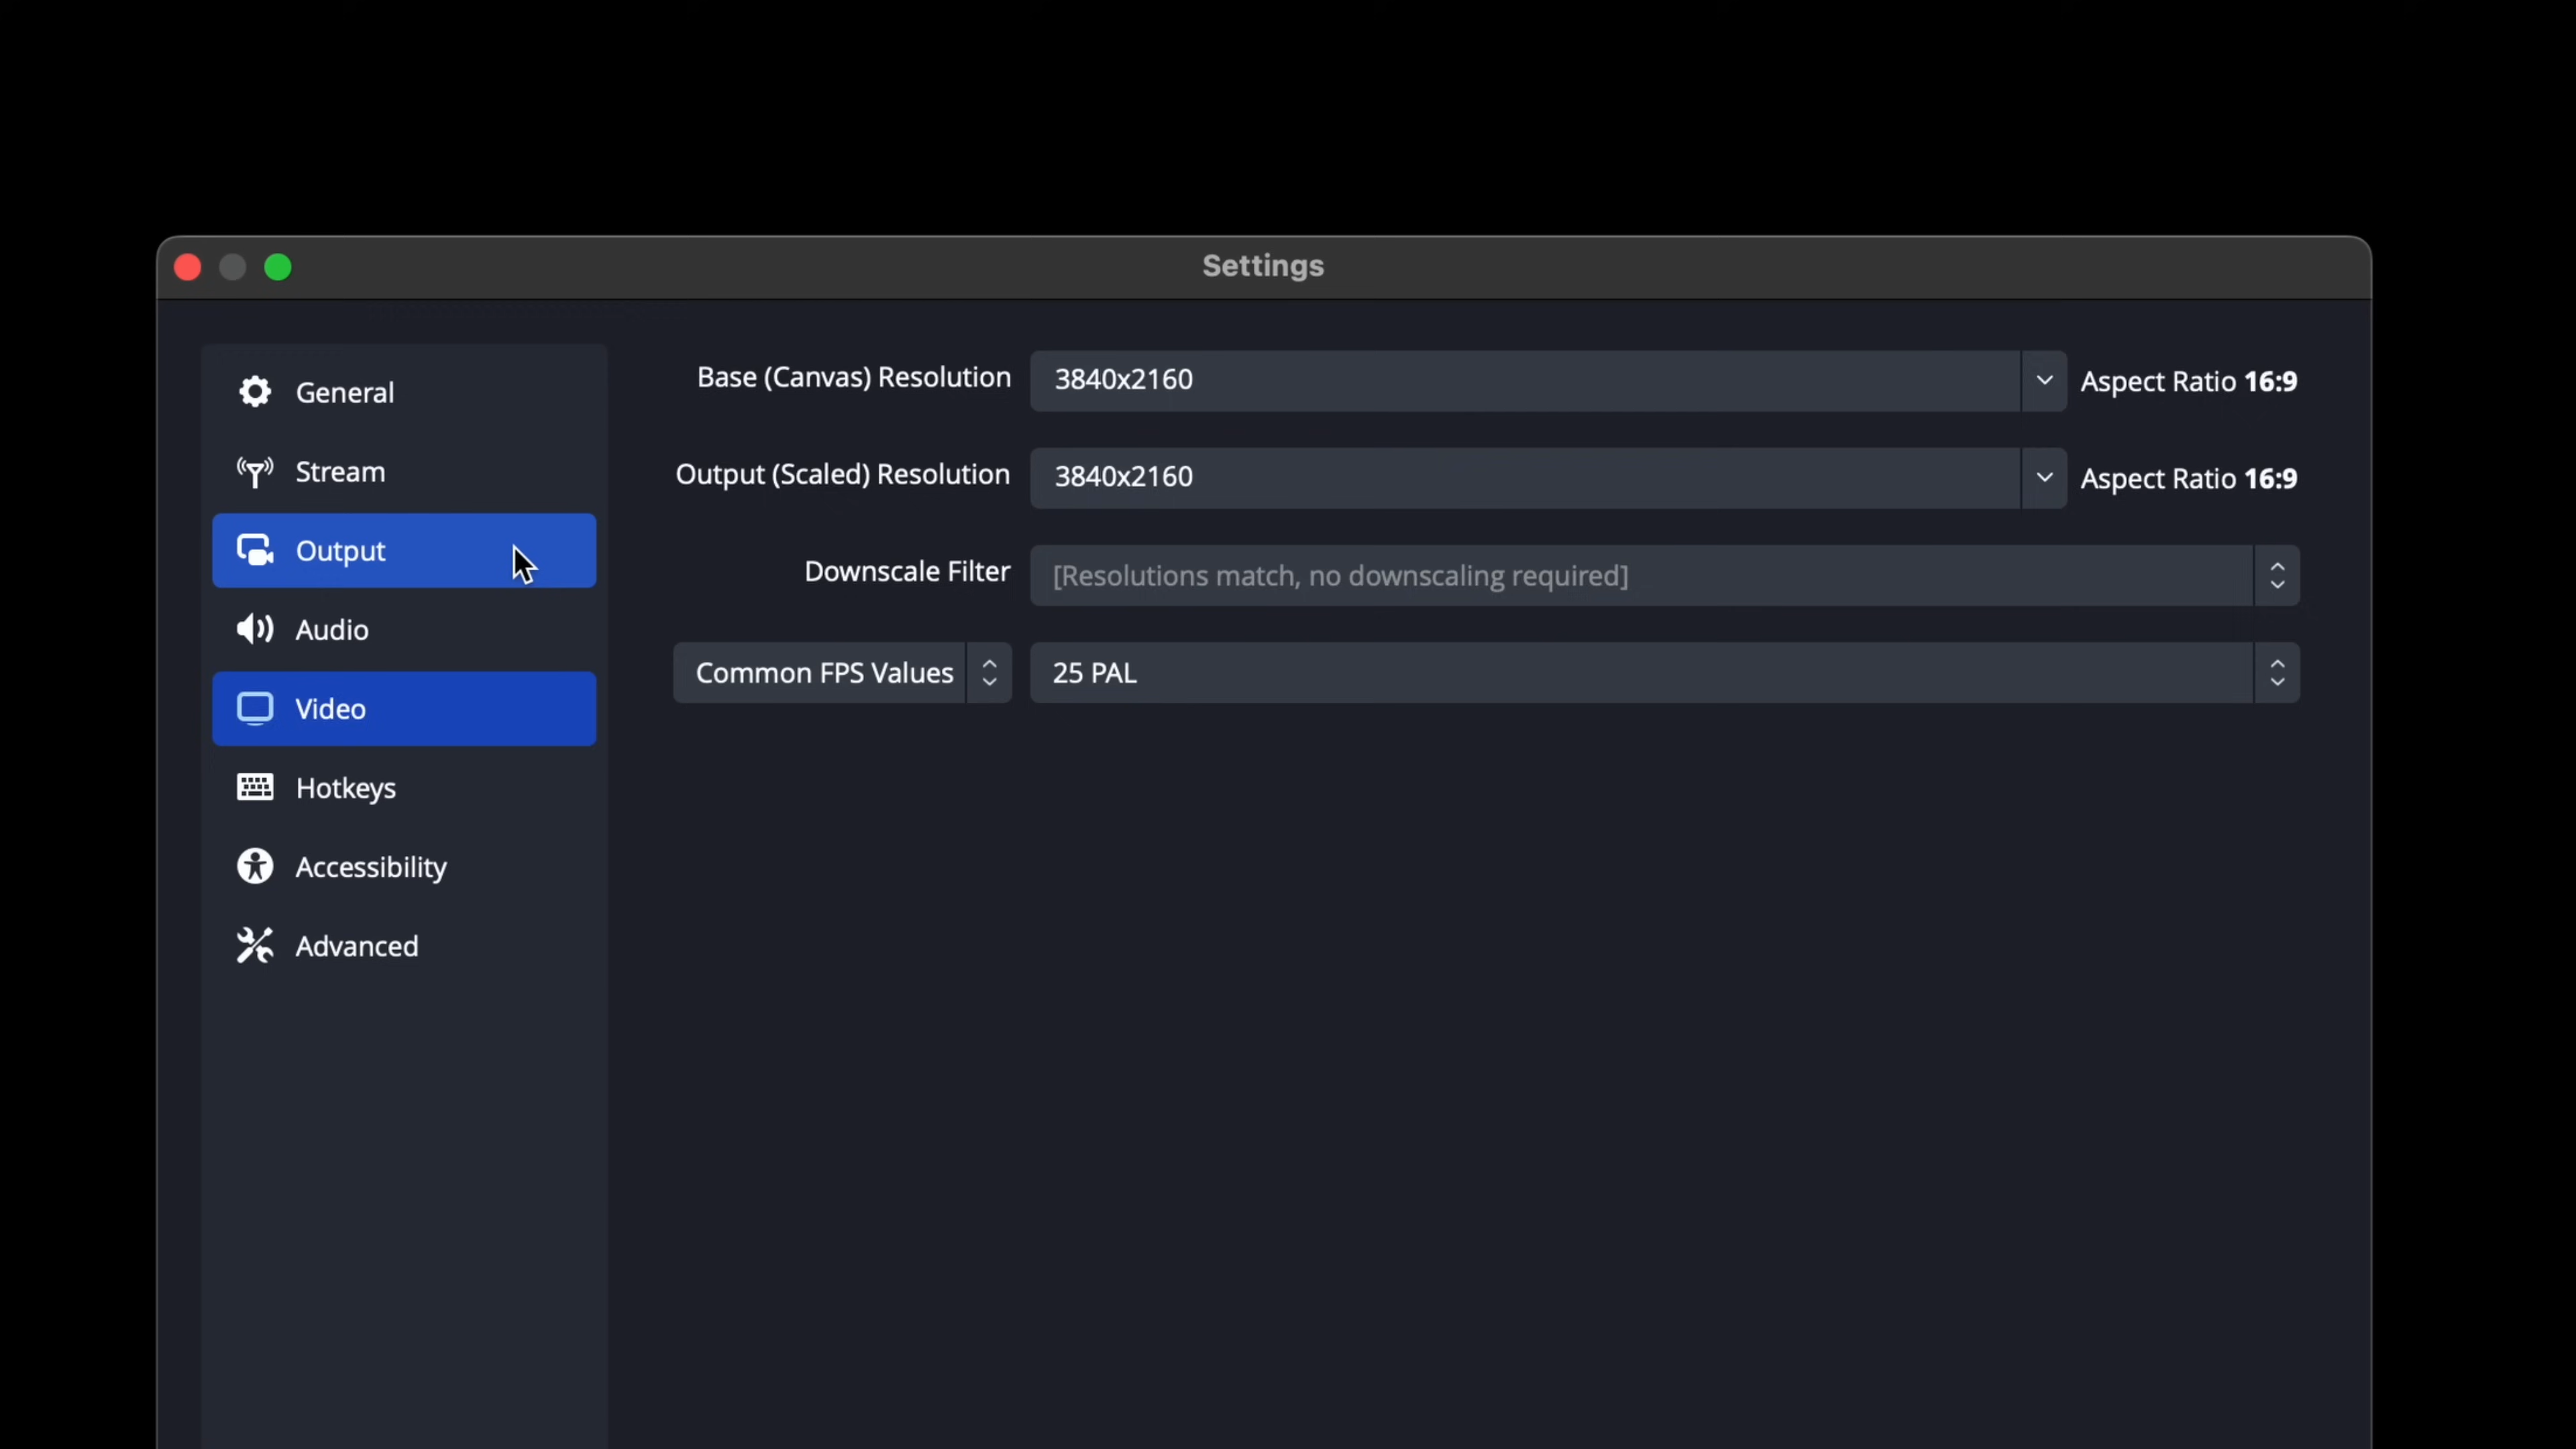 Settings
General
Stream
Output
Audio
Video
Hotkeys
Accessibility
Advanced
Base (Canvas) Resolution 3840x2160 Aspect Ratio 16:9
Output (Scaled) Resolution 3840x2160 Aspect Ratio 16:9
Downscale Filter [Resolutions match, no downscaling required]
Common FPS Values 25 PAL